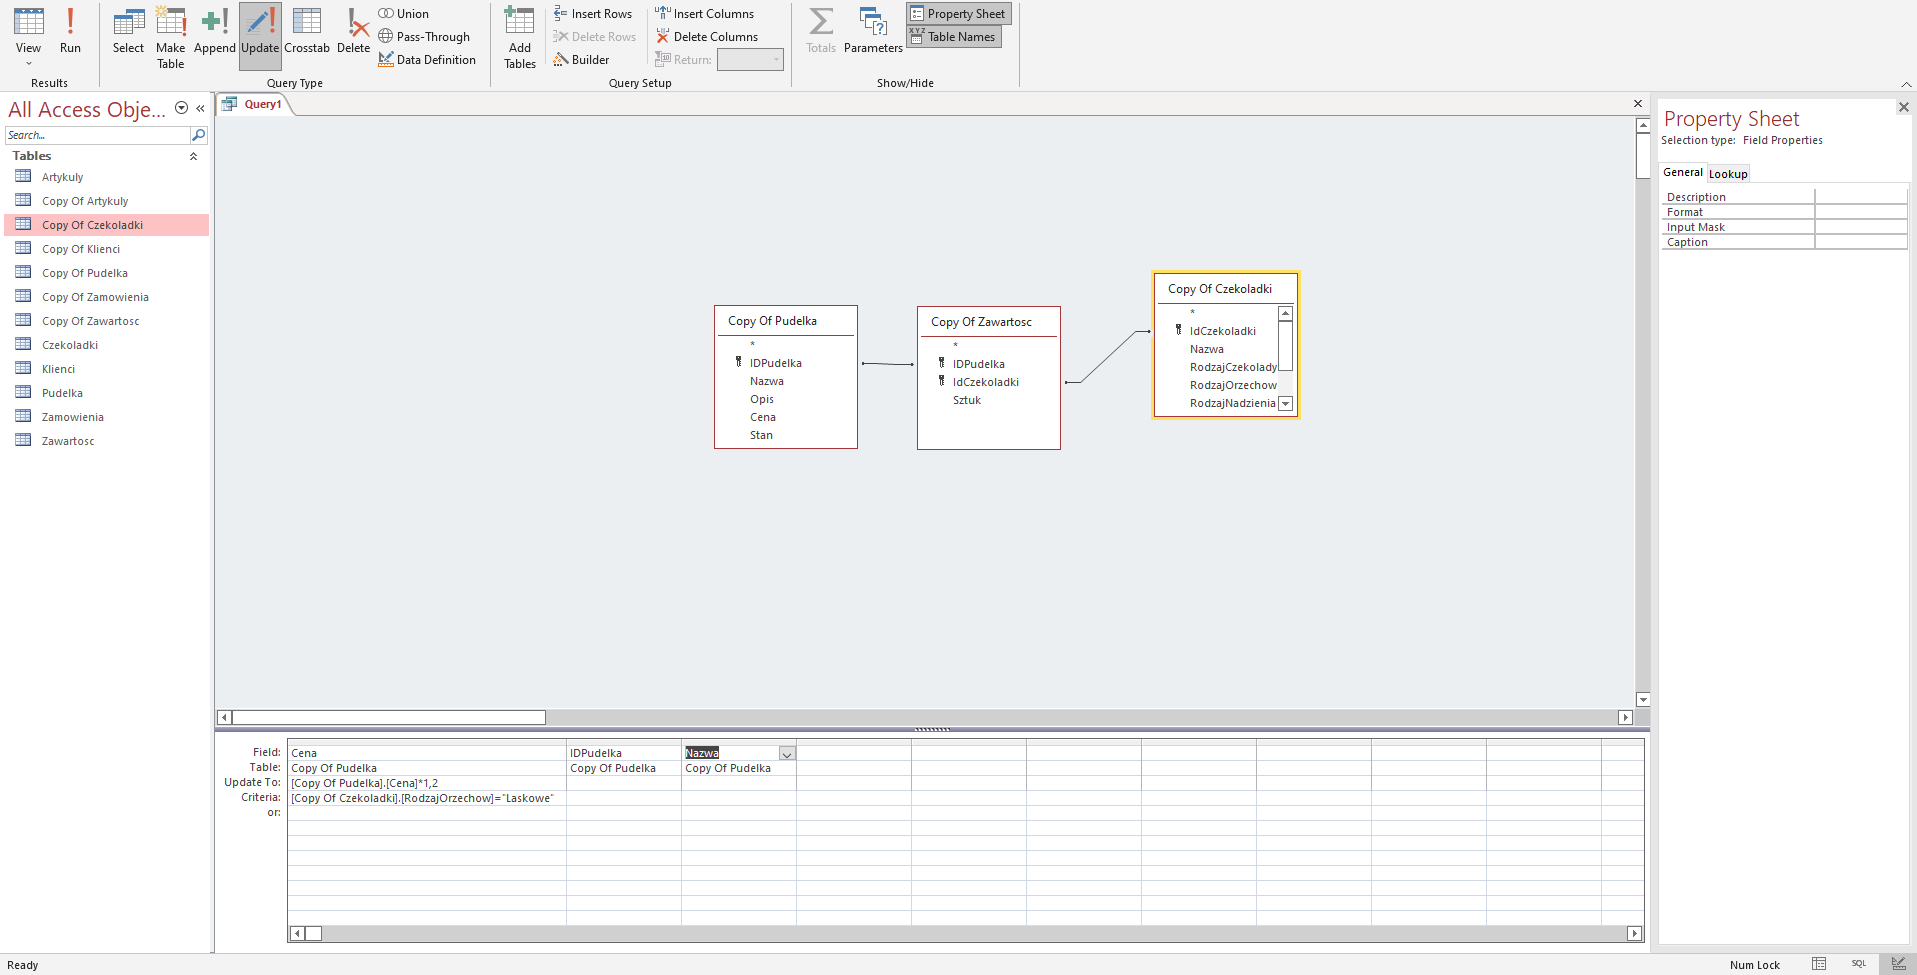 View
Run
Results
Select
Make Table
Append
Update
Crosstab
Delete
Union
Pass-Through
Data Definition
Query Type
Add Tables
Insert Rows
Delete Rows
Builder
Insert Columns
Delete Columns
Return:
Query Setup
Totals
Parameters
Property Sheet
XYZ Table Names
Show/Hide
All Access Obje... «
Search...
Tables
Artykuly
Copy Of Artykuly
Copy Of Czekoladki
Copy Of Klienci
Copy Of Pudelka
Copy Of Zamowienia
Copy Of Zawartosc
Czekoladki
Klienci
Pudelka
Zamowienia
Zawartosc
Query1
Copy Of Pudelka
*
IDPudelka
Nazwa
Opis
Cena
Stan
Copy Of Zawartosc
*
IDPudelka
IdCzekoladki
Sztuk
Copy Of Czekoladki
*
IdCzekoladki
Nazwa
RodzajCzekolady
RodzajOrzechow
RodzajNadzienia
Field: Cena IDPudelka Nazwa
Table: Copy Of Pudelka Copy Of Pudelka Copy Of Pudelka
Update To: [Copy Of Pudelka].[Cena]*1,2
Criteria: [Copy Of Czekoladki].[RodzajOrzechow]="Laskowe"
or:
Property Sheet
Selection type: Field Properties
General Lookup
Description
Format
Input Mask
Caption
Ready
Num Lock
SQL